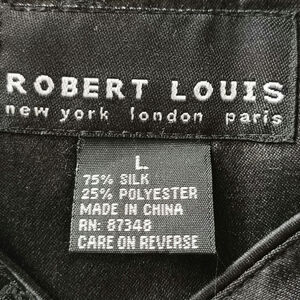 ROBERT LOUIS
new york london paris
L
75% SILK
25% POLYESTER
MADE IN CHINA
RN: 87348
CARE ON REVERSE